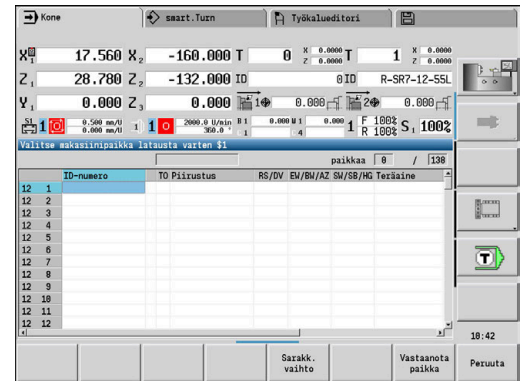 Kone smart.Turn Työkalueditori
X1 17.560 X2 -160.000 T 0 X 0.0000 Z 0.0000 T 1 X 0.0000 Z 0.0000
Z1 28.780 Z2 -132.000 ID 0 ID R-SR7-12-55L
Y1 0.000 Z3 0.000 1 0.000 2 0.000
S1 1 0.500 mm/U 0.000 mm/U 1 1 2000.0 U/min 360.0 ° B 1 0.000 W 1 0.000 - 1 - 4 1 F 100% R 100% S1 100%
Valitse makasiinipaikka latausta varten $1
paikkaa 0 / 138
ID-numero TO Piirustus RS/DV EW/BW/AZ SW/SB/HG Teräaine
12 1
12 2
12 3
12 4
12 5
12 6
12 7
12 8
12 9
12 10
12 11
12 12
T
10:42
Sarakk. vaihto
Vastaanota paikka
Peruuta